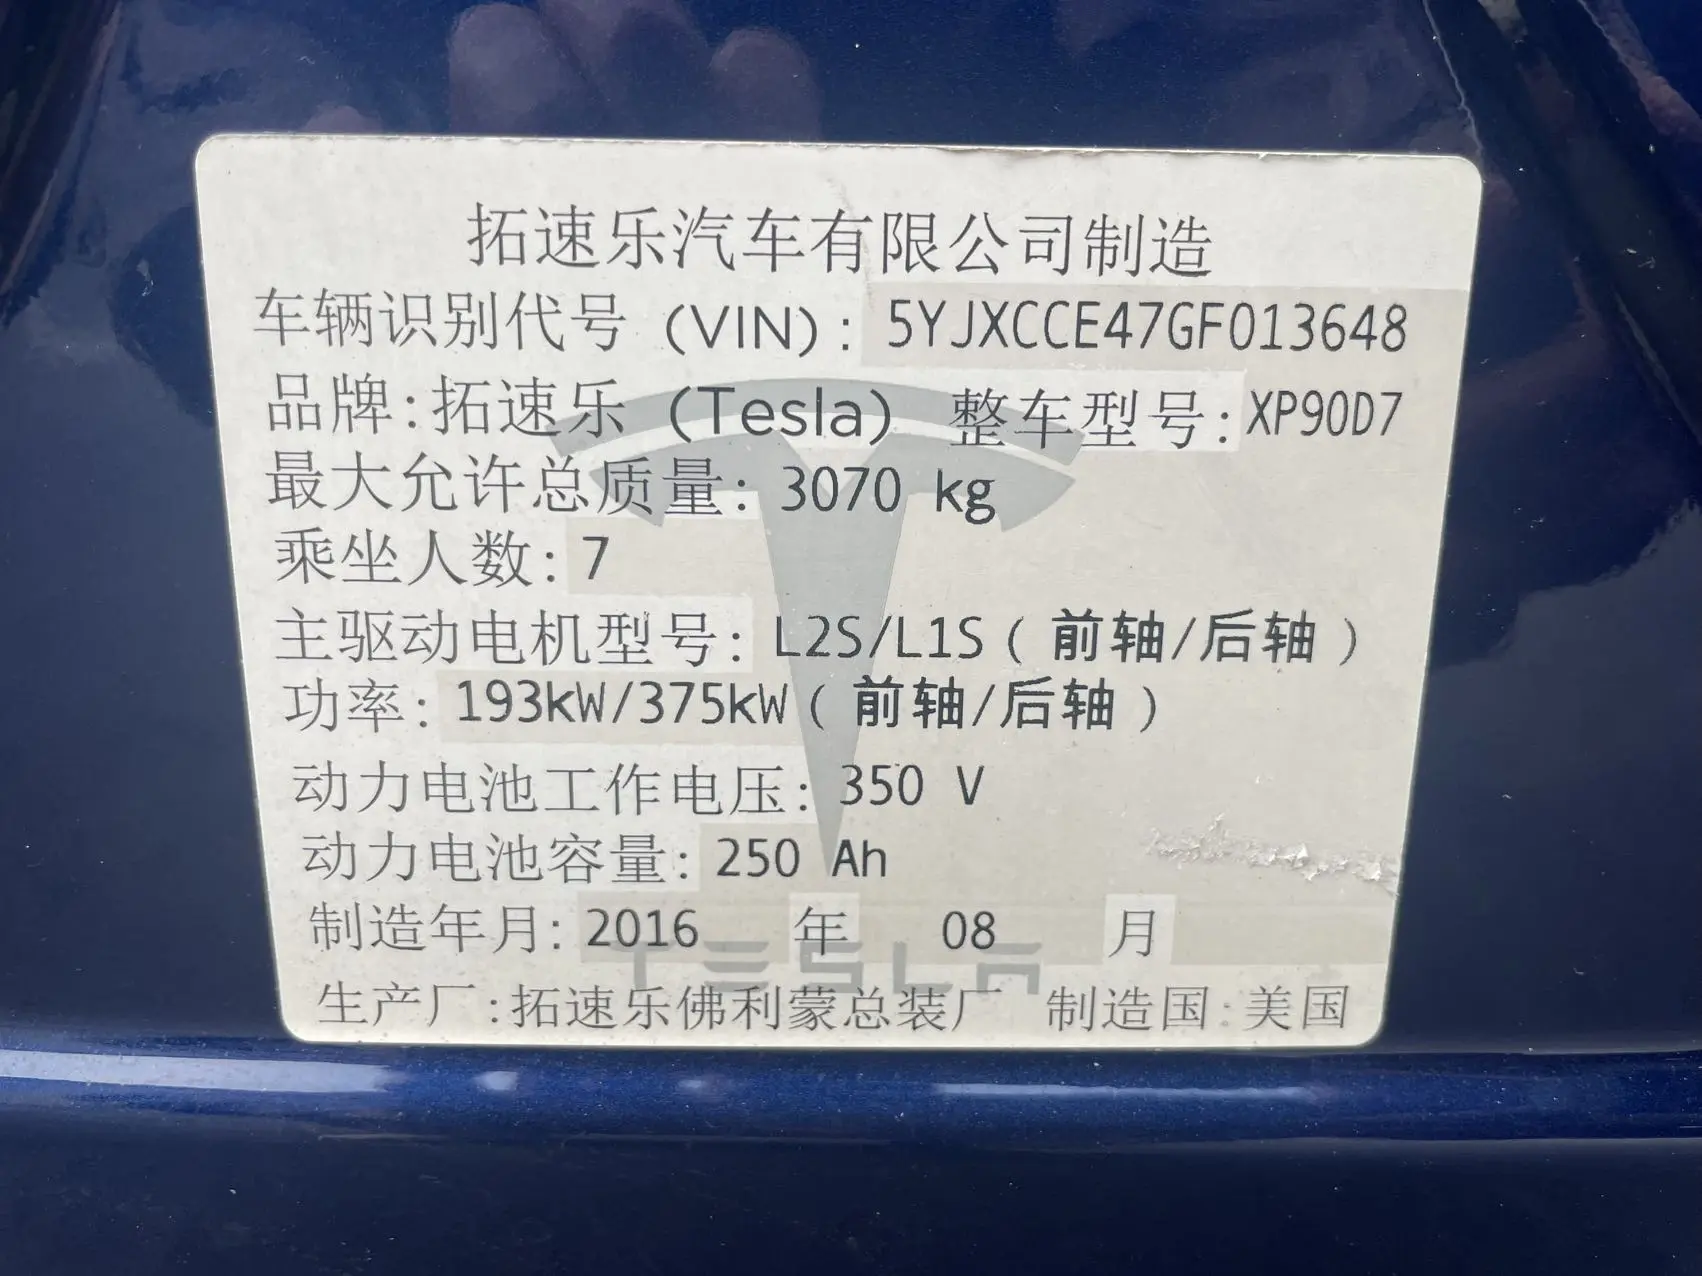 拓速乐汽车有限公司制造
车辆识别代号 (VIN): 5YJXCCE47GF013648
品牌:拓速乐 (Tesla) 整车型号:XP90D7
最大允许总质量: 3070 kg
乘坐人数: 7
主驱动电机型号: L2S/L1S( 前轴/后轴 )
功率: 193kW/375kW( 前轴/后轴 )
动力电池工作电压: 350 V
动力电池容量: 250 Ah
制造年月: 2016 年 08 月
TESLA
生产厂:拓速乐佛利蒙总装厂 制造国:美国